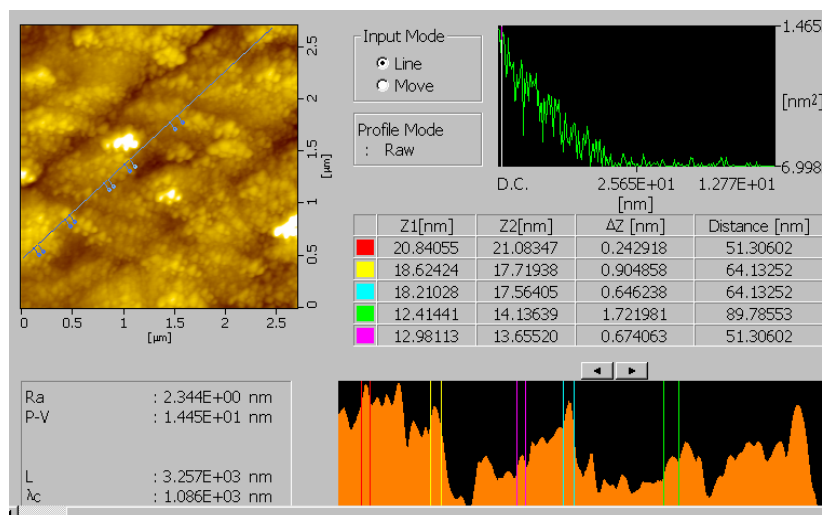 2.5
2
1.5
1
0.5
0
[μm]
0 0.5 1 1.5 2 2.5
[μm]
Input Mode
Line
Move
Profile Mode
: Raw
1.465
[nm²]
6.998
D.C. 2.565E+01 1.277E+01
[nm]
Z1[nm] Z2[nm] ΔZ [nm] Distance [nm]
20.84055 21.08347 0.242918 51.30602
18.62424 17.71938 0.904858 64.13252
18.21028 17.56405 0.646238 64.13252
12.41441 14.13639 1.721981 89.78553
12.98113 13.65520 0.674063 51.30602
Ra : 2.344E+00 nm
P-V : 1.445E+01 nm
L : 3.257E+03 nm
λc : 1.086E+03 nm